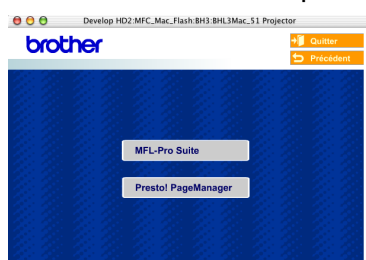 Develop HD2:MFC_Mac_Flash:BH3:BHL3Mac_51 Projector
brother
Quitter
Précédent
MFL-Pro Suite
Presto! PageManager